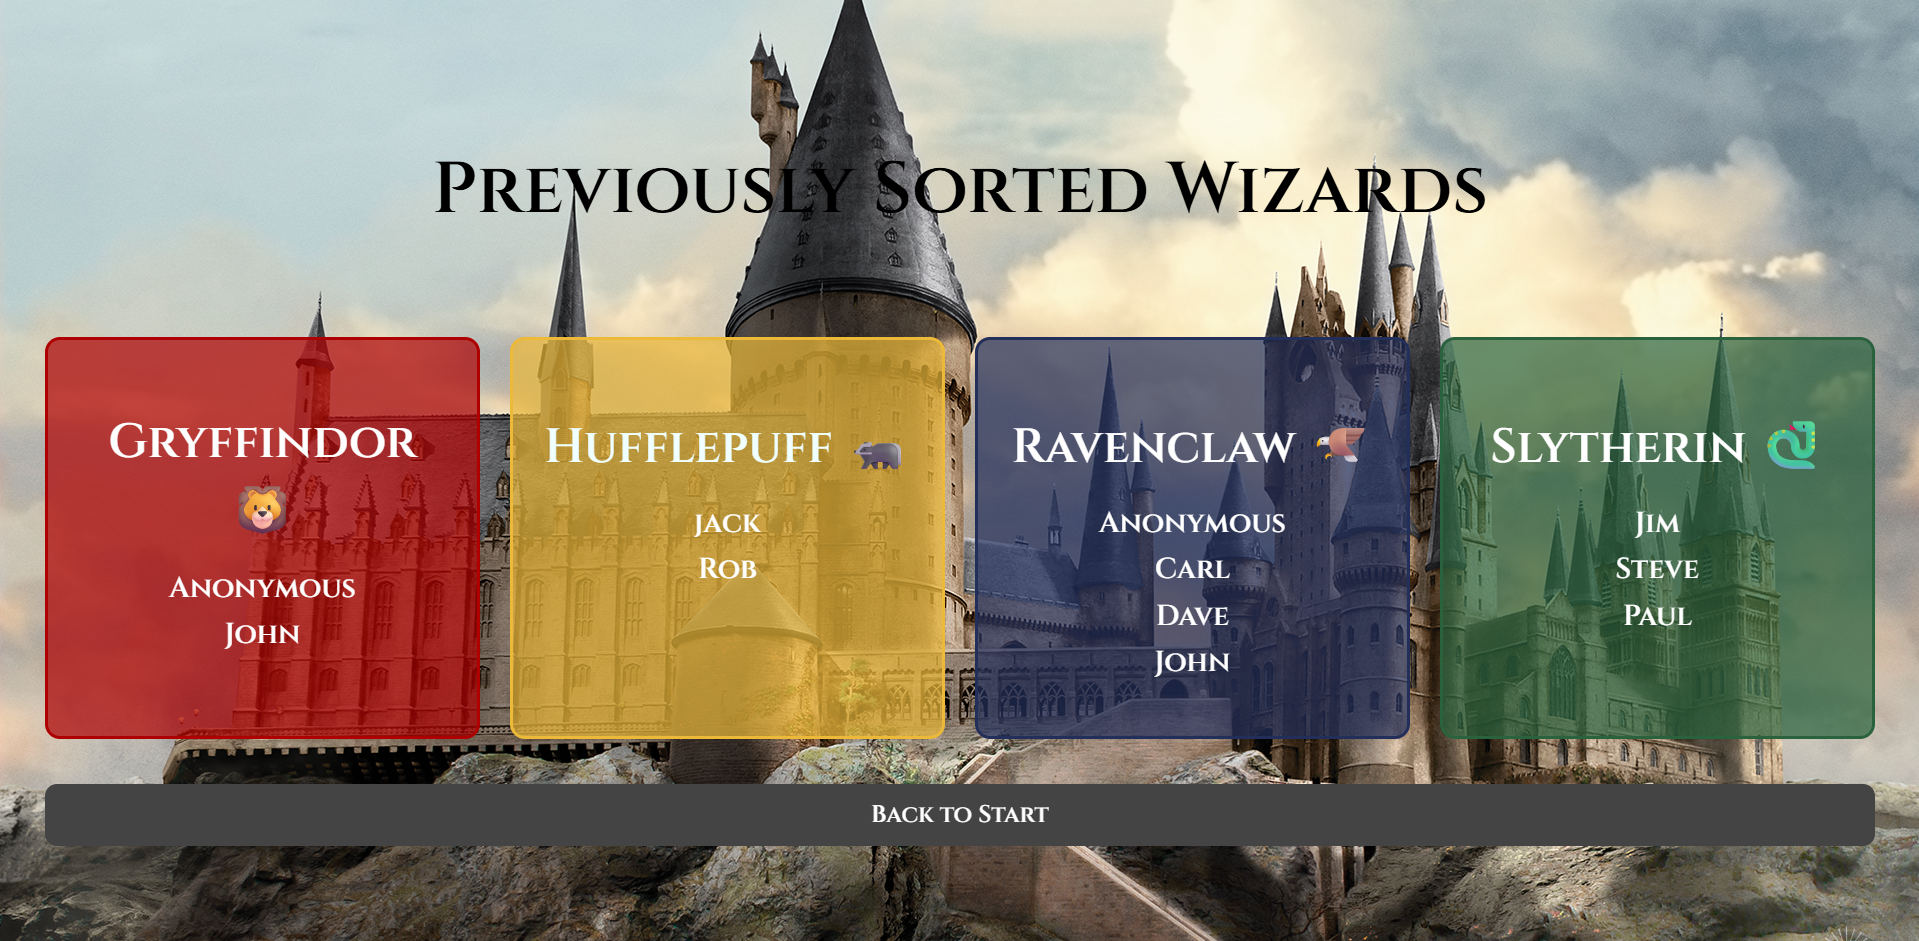 Previously Sorted Wizards
Gryffindor
Anonymous
John
Hufflepuff
jack
Rob
Ravenclaw
Anonymous
Carl
Dave
John
Slytherin
Jim
Steve
Paul
Back to Start